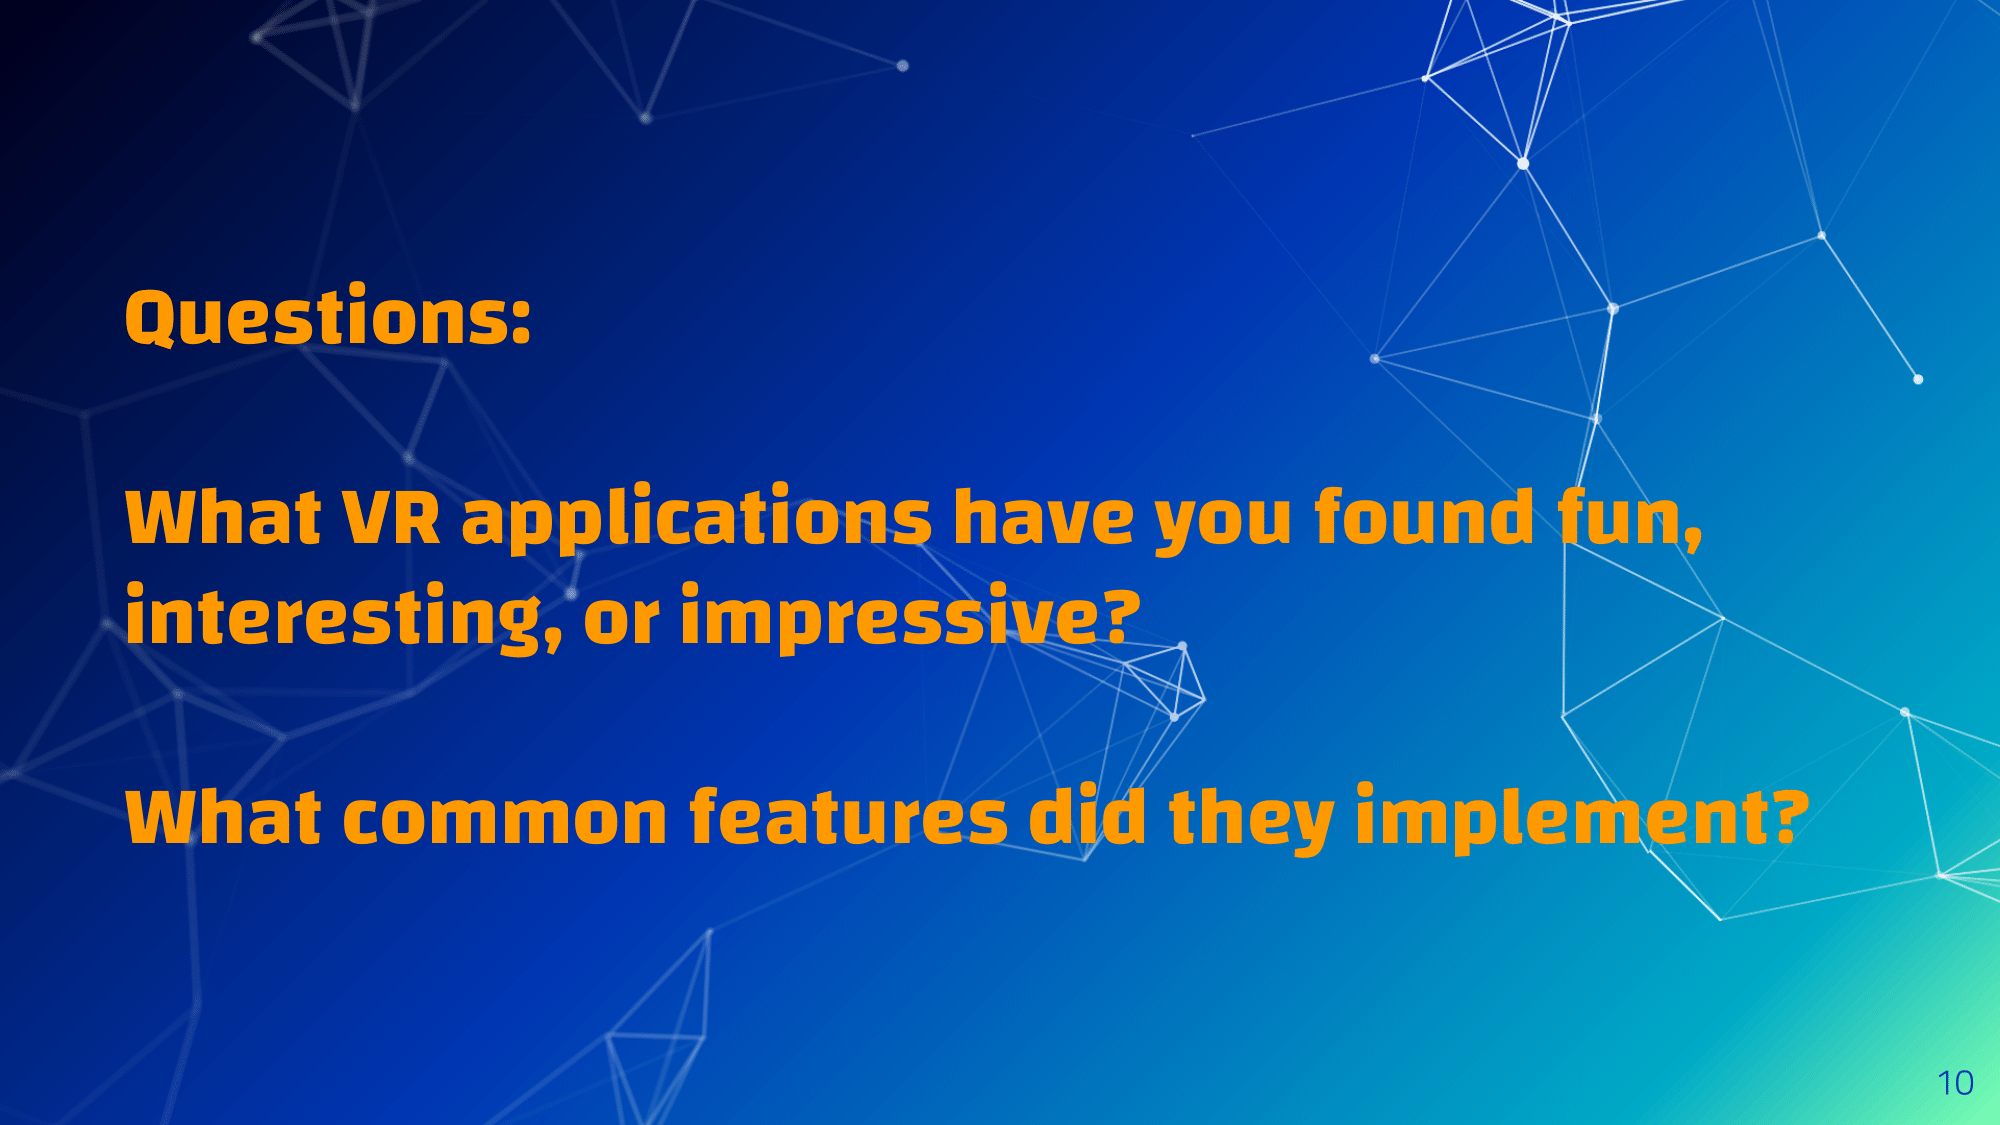 Questions:
What VR applications have you found fun,
interesting, or impressive?
What common features did they implement?
10